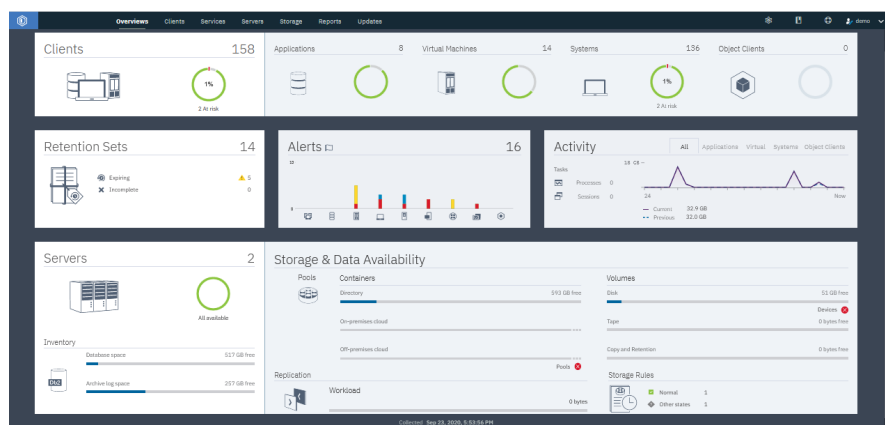 Overviews Clients Services Servers Storage Reports Updates demo
Clients 158
1%
2 At risk
Applications 8
Virtual Machines 14
Systems 136
1%
2 At risk
Object Clients 0
Retention Sets 14
Expiring 5
Incomplete 0
Alerts 16
10
0
Activity All Applications Virtual Systems Object Clients
Tasks
Processes 0
Sessions 0
18 GB
24 Now
Current 32.9 GB
Previous 32.0 GB
Servers 2
All available
Inventory
Database space 517 GB free
Db2
Archive log space 207 GB free
Storage & Data Availability
Pools Containers
Directory 593 GB free
On-premises cloud
Off-premises cloud
Pools
Volumes
Disk 51 GB free
Devices
Tape 0 bytes free
Copy and Retention 0 bytes free
Replication
Workload
0 bytes
Storage Rules
Normal 1
Other states 1
Collected Sep 23, 2020, 5:53:56 PM